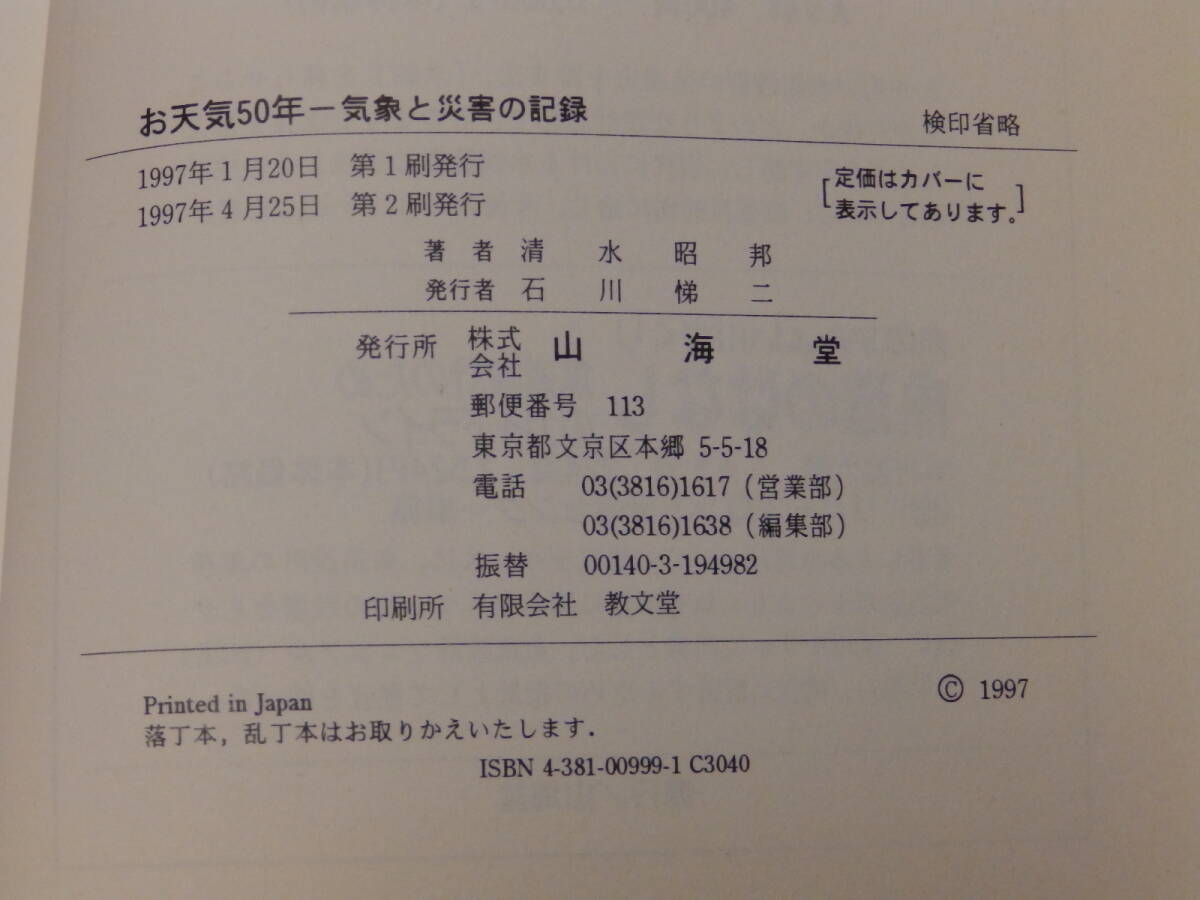 お天気50年－気象と災害の記録
検印省略
1997年1月20日　第1刷発行
1997年4月25日　第2刷発行
[定価はカバーに
表示してあります。]
著者 清水昭邦
発行者 石川悌二
発行所 株式会社 山海堂
郵便番号 113
東京都文京区本郷 5-5-18
電話 03(3816)1617（営業部）
03(3816)1638（編集部）
振替 00140-3-194982
印刷所 有限会社 教文堂
Printed in Japan
© 1997
落丁本，乱丁本はお取りかえいたします．
ISBN 4-381-00999-1 C3040